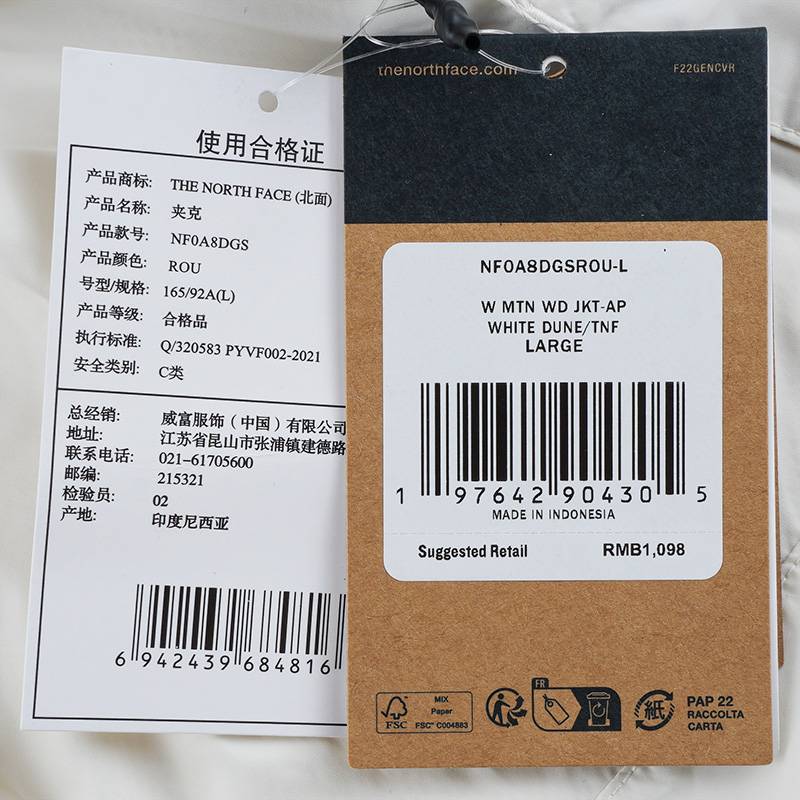 使用合格证
产品商标: THE NORTH FACE (北面)
产品名称: 夹克
产品款号: NF0A8DGS
产品颜色: ROU
号型/规格: 165/92A(L)
产品等级: 合格品
执行标准: Q/320583 PYVF002-2021
安全类别: C类
总经销: 威富服饰（中国）有限公司
地址: 江苏省昆山市张浦镇建德路
联系电话: 021-61705600
邮编: 215321
检验员: 02
产地: 印度尼西亚
6 942439 684816
thenorthface.com
F22GENCVR
NF0A8DGSROU-L
W MTN WD JKT-AP
WHITE DUNE/TNF
LARGE
1 97642 90430 5
MADE IN INDONESIA
Suggested Retail RMB1,098
FSC
MIX
Paper
FSC® C004883
FR
紙
PAP 22
RACCOLTA
CARTA